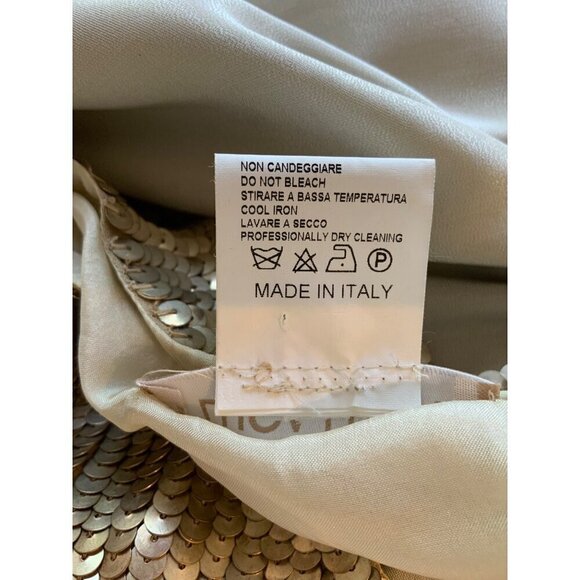 NON CANDEGGIARE
DO NOT BLEACH
STIRARE A BASSA TEMPERATURA
COOL IRON
LAVARE A SECCO
PROFESSIONALLY DRY CLEANING
P
MADE IN ITALY